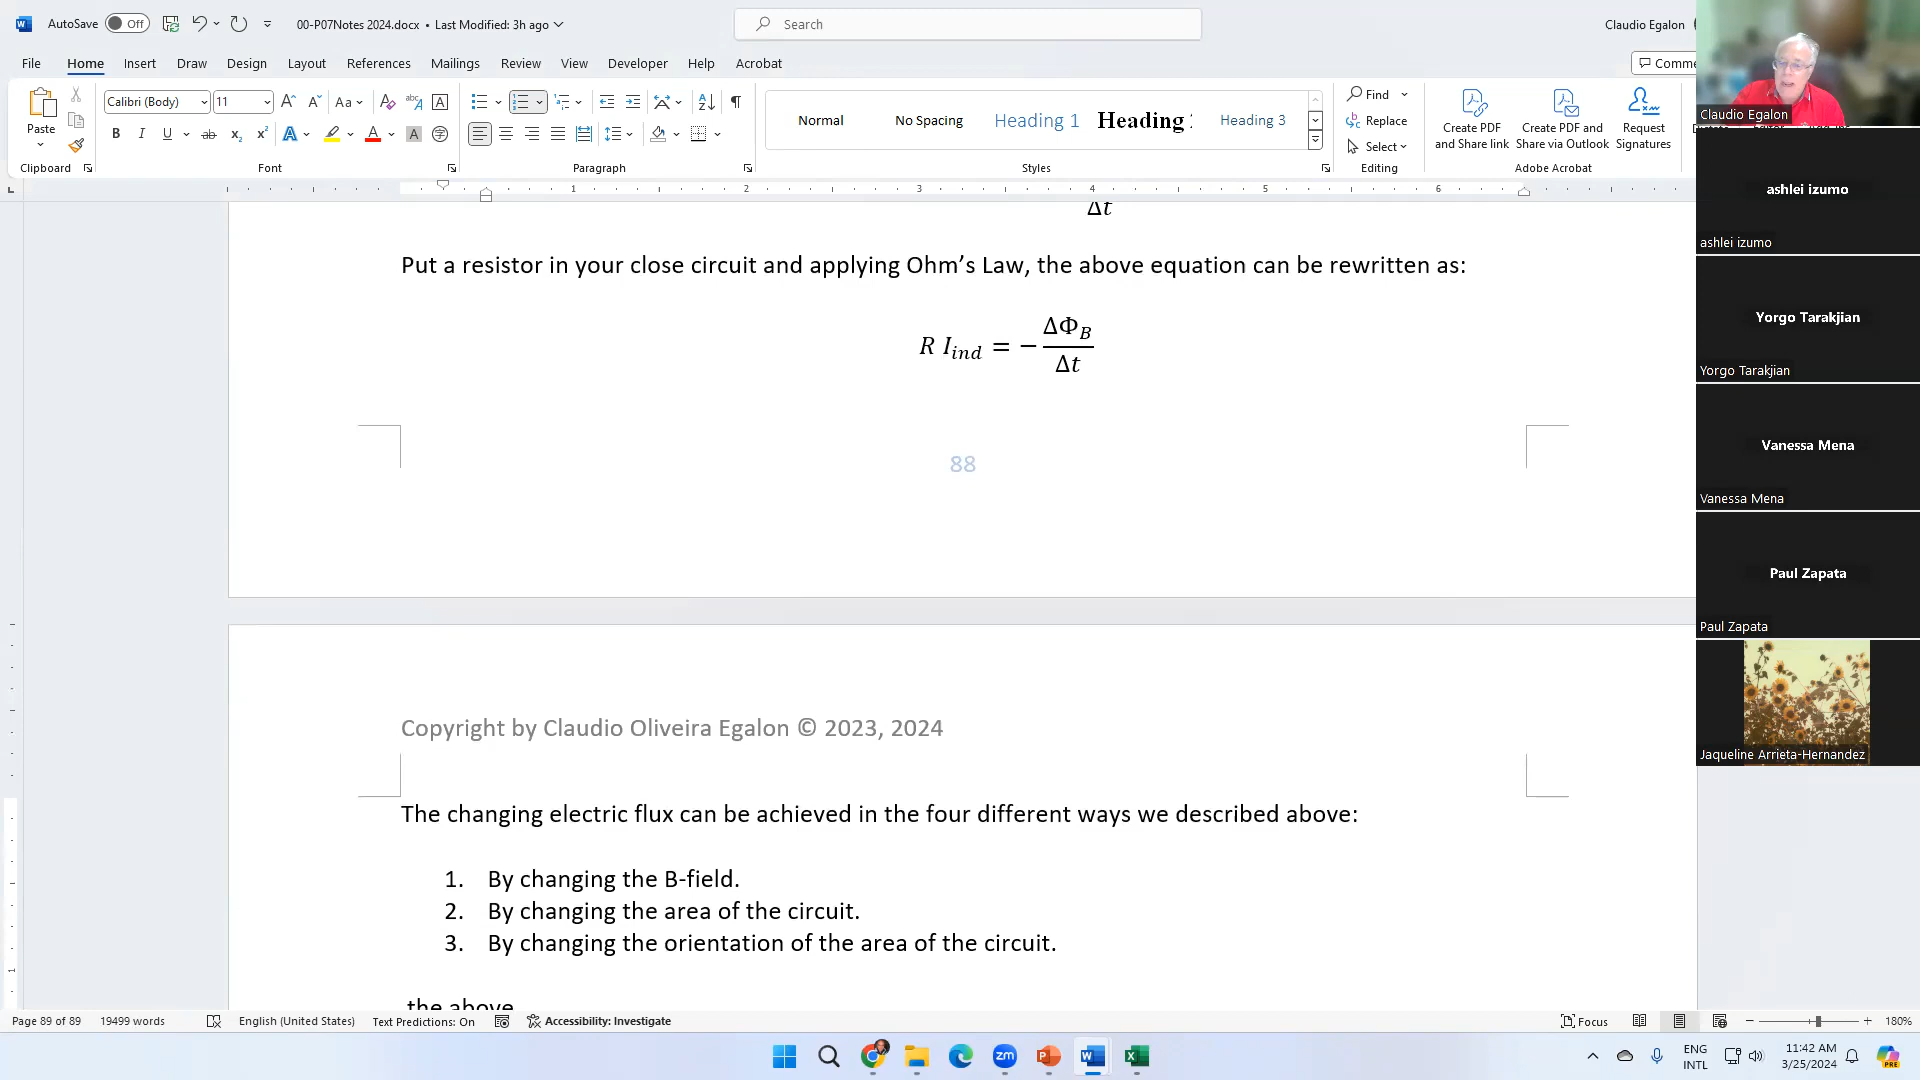 AutoSave Off 00-P07Notes 2024.docx • Last Modified: 3h ago Search Claudio Egalon
File Home Insert Draw Design Layout References Mailings Review View Developer Help Acrobat Comme
Paste Calibri (Body) 11 Aa Normal No Spacing Heading 1 Heading Heading 3 Find Replace Select Create PDF and Share link Create PDF and Share via Outlook Request Signatures
Clipboard Font Paragraph Styles Editing Adobe Acrobat
1 2 3 4 5 6
Δt
Put a resistor in your close circuit and applying Ohm's Law, the above equation can be rewritten as:
R I_ind = − ΔΦ_B / Δt
88
Copyright by Claudio Oliveira Egalon © 2023, 2024
The changing electric flux can be achieved in the four different ways we described above:
1. By changing the B-field.
2. By changing the area of the circuit.
3. By changing the orientation of the area of the circuit.
the above
Page 89 of 89 19499 words English (United States) Text Predictions: On Accessibility: Investigate Focus 180%
ENG INTL 11:42 AM 3/25/2024
Claudio Egalon
ashlei izumo
ashlei izumo
Yorgo Tarakjian
Yorgo Tarakjian
Vanessa Mena
Vanessa Mena
Paul Zapata
Paul Zapata
Jaqueline Arrieta-Hernandez